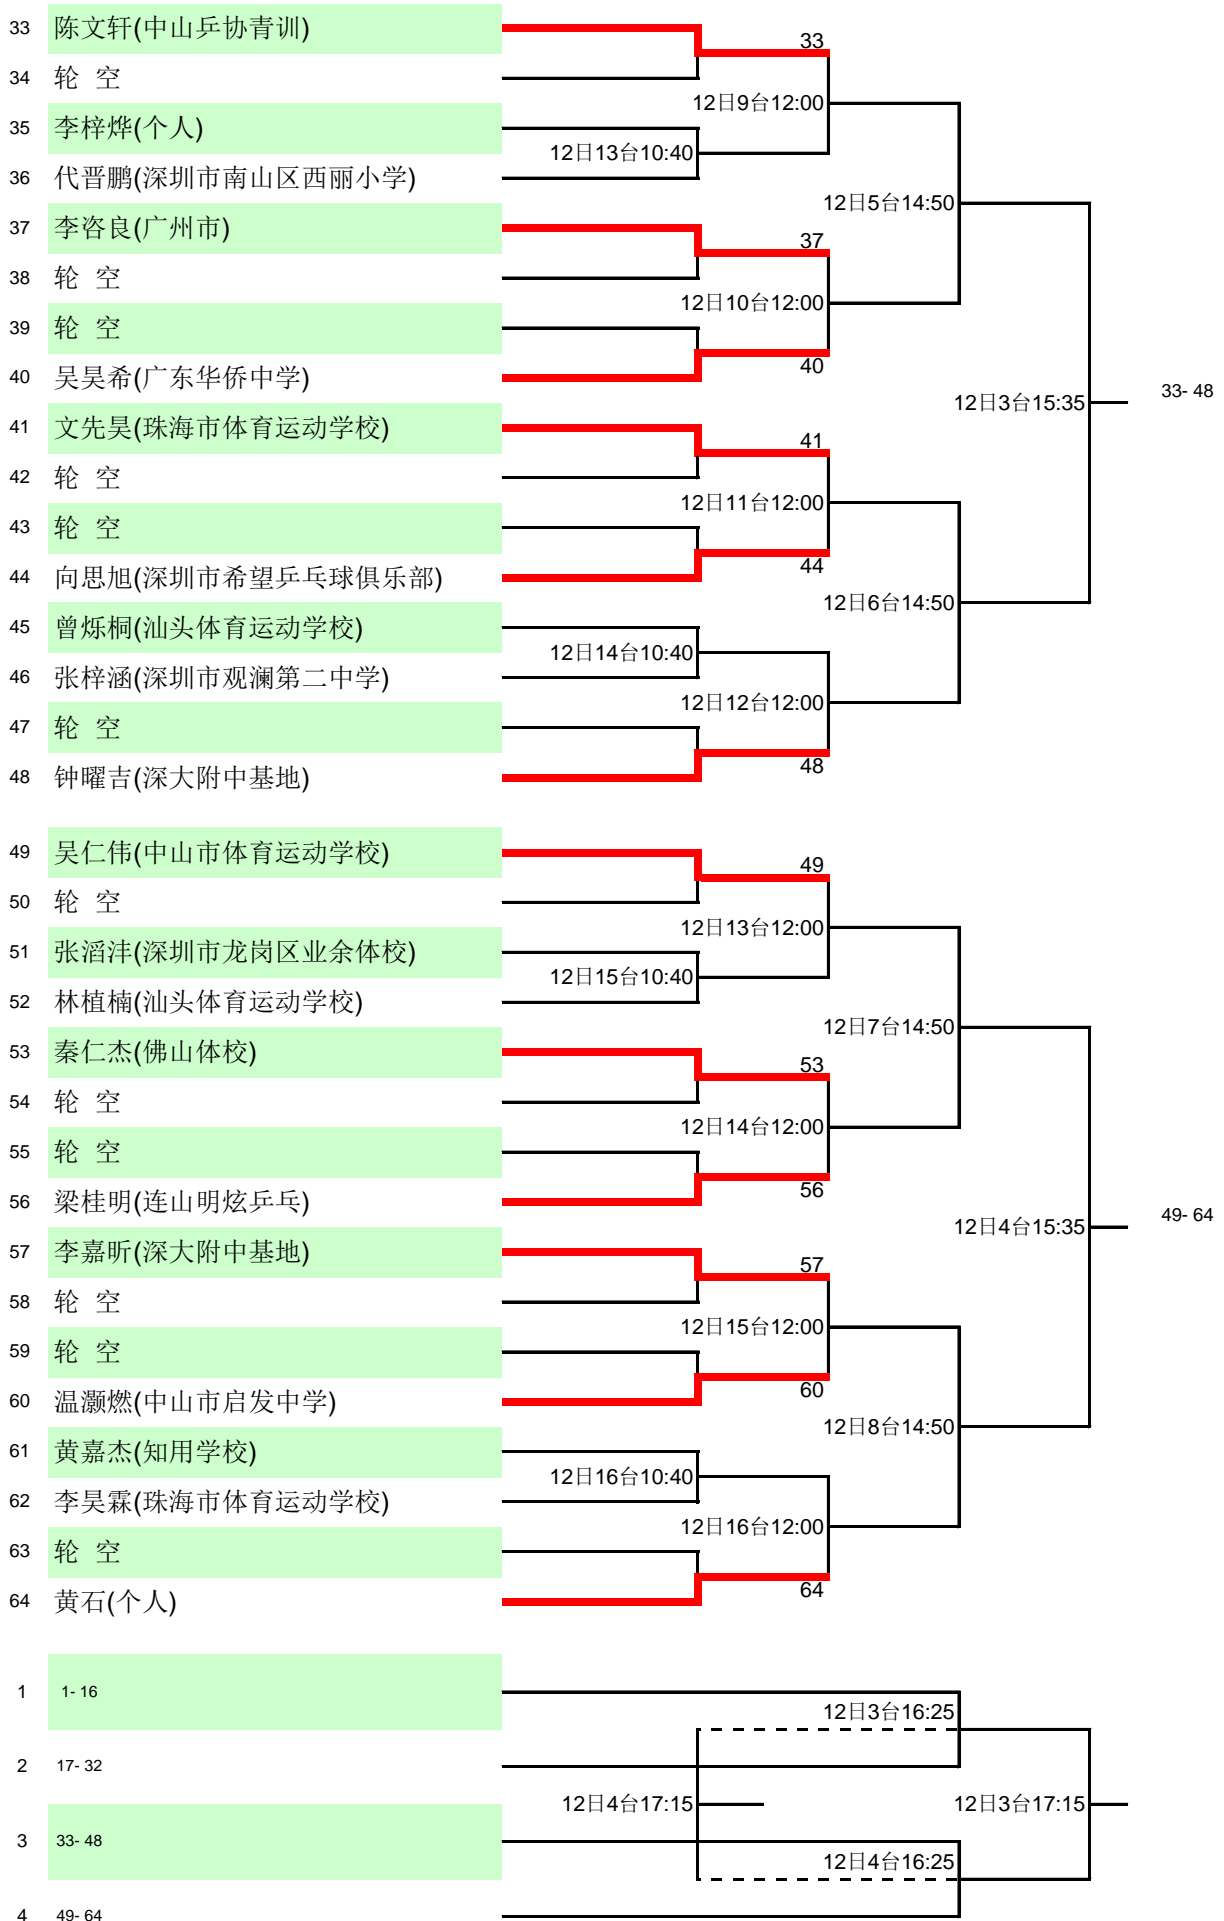 33 陈文轩(中山乒协青训)
33
34 轮 空
12日9台12:00
35 李梓烨(个人)
12日13台10:40
36 代晋鹏(深圳市南山区西丽小学)
12日5台14:50
37 李咨良(广州市)
37
38 轮 空
12日10台12:00
39 轮 空
40
40 吴昊希(广东华侨中学)
12日3台15:35
33- 48
41 文先昊(珠海市体育运动学校)
41
42 轮 空
12日11台12:00
43 轮 空
44
44 向思旭(深圳市希望乒乓球俱乐部)
12日6台14:50
45 曾烁桐(汕头体育运动学校)
12日14台10:40
46 张梓涵(深圳市观澜第二中学)
12日12台12:00
47 轮 空
48
48 钟曜吉(深大附中基地)
49 吴仁伟(中山市体育运动学校)
49
50 轮 空
12日13台12:00
51 张滔沣(深圳市龙岗区业余体校)
12日15台10:40
52 林植楠(汕头体育运动学校)
12日7台14:50
53 秦仁杰(佛山体校)
53
54 轮 空
12日14台12:00
55 轮 空
56
56 梁桂明(连山明炫乒乓)
12日4台15:35
49- 64
57 李嘉昕(深大附中基地)
57
58 轮 空
12日15台12:00
59 轮 空
60
60 温灏燃(中山市启发中学)
12日8台14:50
61 黄嘉杰(知用学校)
12日16台10:40
62 李昊霖(珠海市体育运动学校)
12日16台12:00
63 轮 空
64
64 黄石(个人)
1 1- 16
12日3台16:25
2 17- 32
12日4台17:15
12日3台17:15
3 33- 48
12日4台16:25
4 49- 64